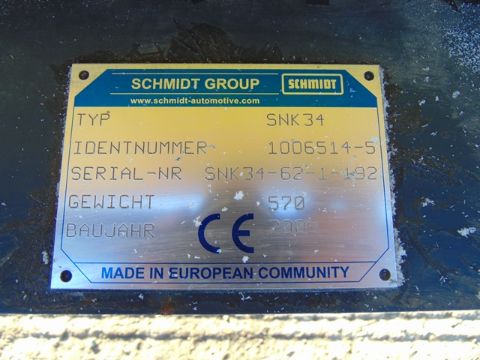 SCHMIDT GROUP SCHMIDT
www.schmidt-automotive.com
TYP SNK34
IDENTNUMMER 1006514-5
SERIAL-NR SNK34-62-1-192
GEWICHT 570
BAUJAHR
CE
MADE IN EUROPEAN COMMUNITY